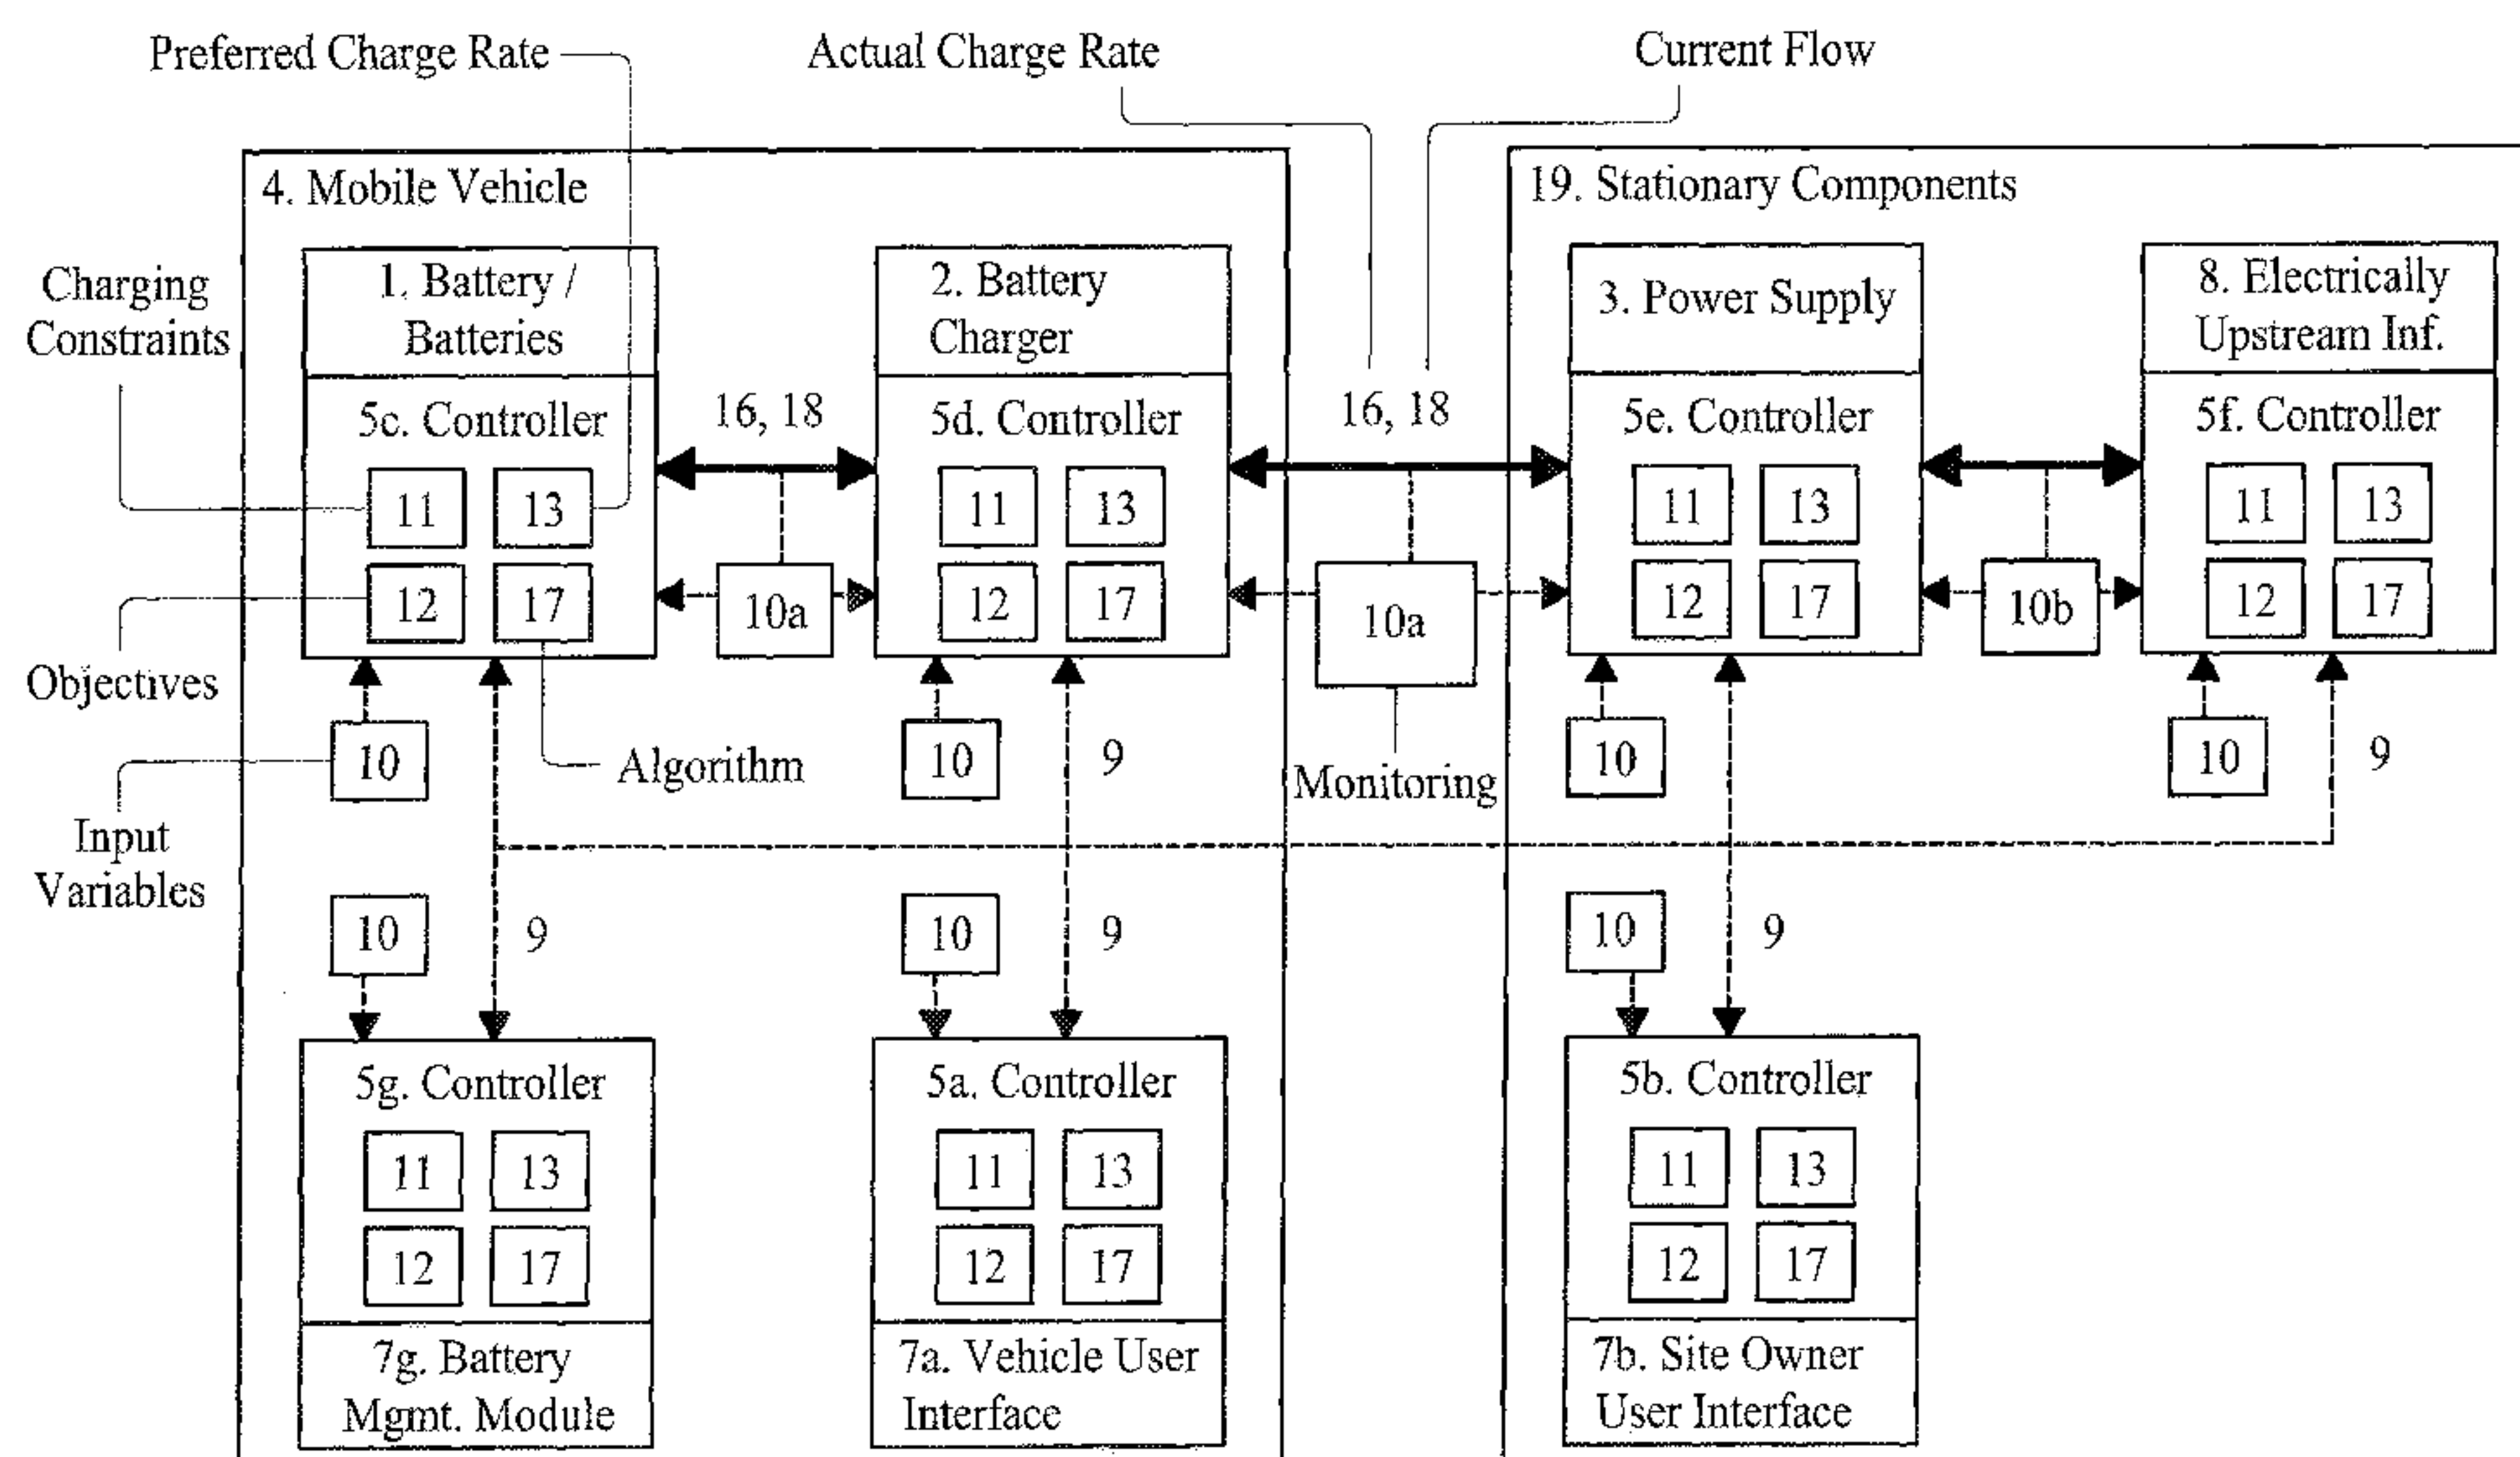 Preferred Charge Rate
Actual Charge Rate
Current Flow
4. Mobile Vehicle
19. Stationary Components
Charging
Constraints
1. Battery /
Batteries
2. Battery
Charger
3. Power Supply
8. Electrically
Upstream Inf.
5c. Controller
16, 18
5d. Controller
16, 18
5e. Controller
5f. Controller
11 13
11 13
11 13
11 13
12 17
10a
12 17
10a
12 17
10b
12 17
Objectives
10
Algorithm
10
9
Monitoring
10
10
9
Input
Variables
10
9
10
9
10
9
5g. Controller
5a. Controller
5b. Controller
11 13
11 13
11 13
12 17
12 17
12 17
7g. Battery
Mgmt. Module
7a. Vehicle User
Interface
7b. Site Owner
User Interface